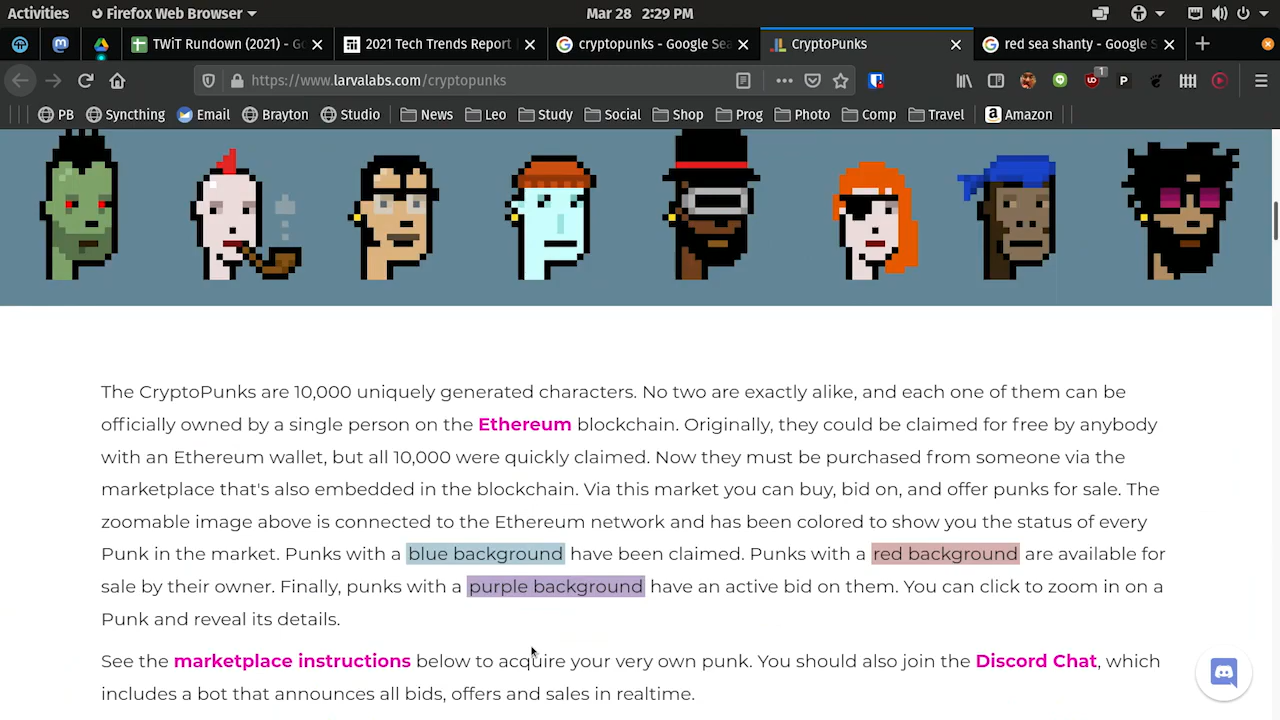 Activities
Firefox Web Browser
Mar 28 2:29 PM
TWiT Rundown (2021) - Go
2021 Tech Trends Report
cryptopunks - Google Sea
CryptoPunks
red sea shanty - Google S
https://www.larvalabs.com/cryptopunks
1
P
PB
Syncthing
Email
Brayton
Studio
News
Leo
Study
Social
Shop
Prog
Photo
Comp
Travel
Amazon
The CryptoPunks are 10,000 uniquely generated characters. No two are exactly alike, and each one of them can be
officially owned by a single person on the Ethereum blockchain. Originally, they could be claimed for free by anybody
with an Ethereum wallet, but all 10,000 were quickly claimed. Now they must be purchased from someone via the
marketplace that's also embedded in the blockchain. Via this market you can buy, bid on, and offer punks for sale. The
zoomable image above is connected to the Ethereum network and has been colored to show you the status of every
Punk in the market. Punks with a blue background have been claimed. Punks with a red background are available for
sale by their owner. Finally, punks with a purple background have an active bid on them. You can click to zoom in on a
Punk and reveal its details.
See the marketplace instructions below to acquire your very own punk. You should also join the Discord Chat, which
includes a bot that announces all bids, offers and sales in realtime.